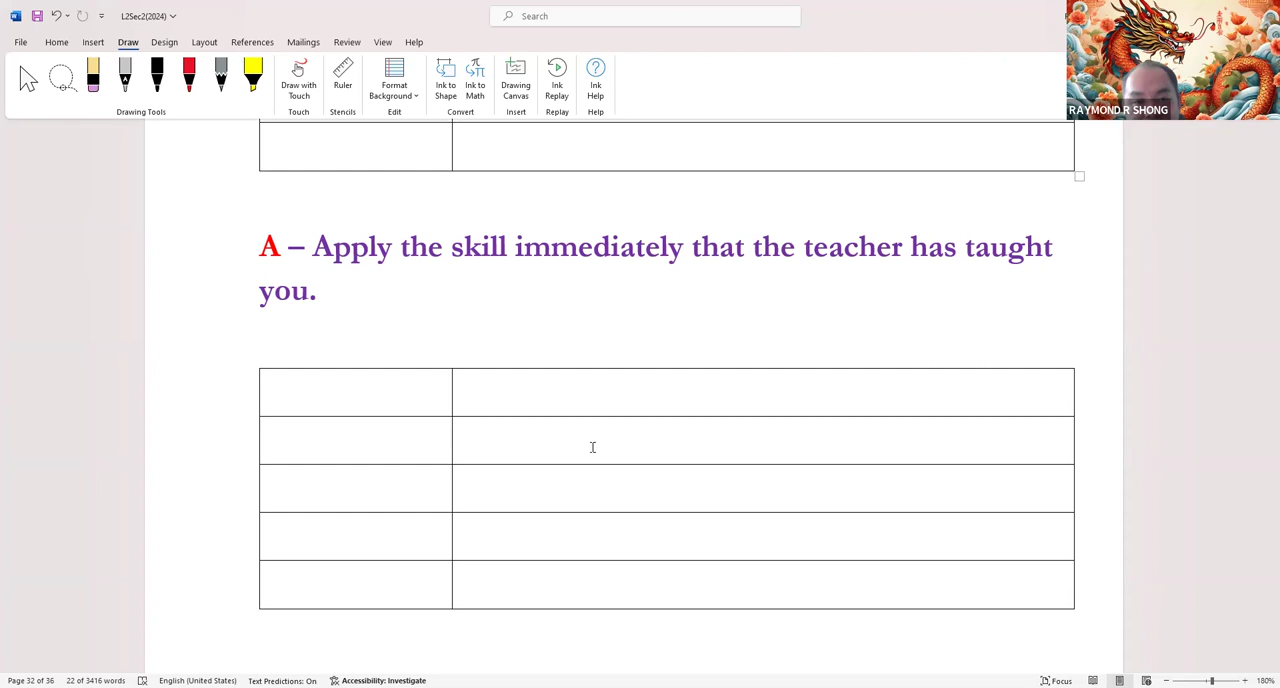 L2Sec2(2024)
Search
File Home Insert Draw Design Layout References Mailings Review View Help
Draw with Touch
Ruler
Format Background
Ink to Shape
Ink to Math
Drawing Canvas
Ink Replay
Ink Help
Drawing Tools Touch Stencils Edit Convert Insert Replay Help
RAYMOND R SHONG
A – Apply the skill immediately that the teacher has taught
you.
Page 32 of 36 22 of 3416 words English (United States) Text Predictions: On Accessibility: Investigate Focus 180%